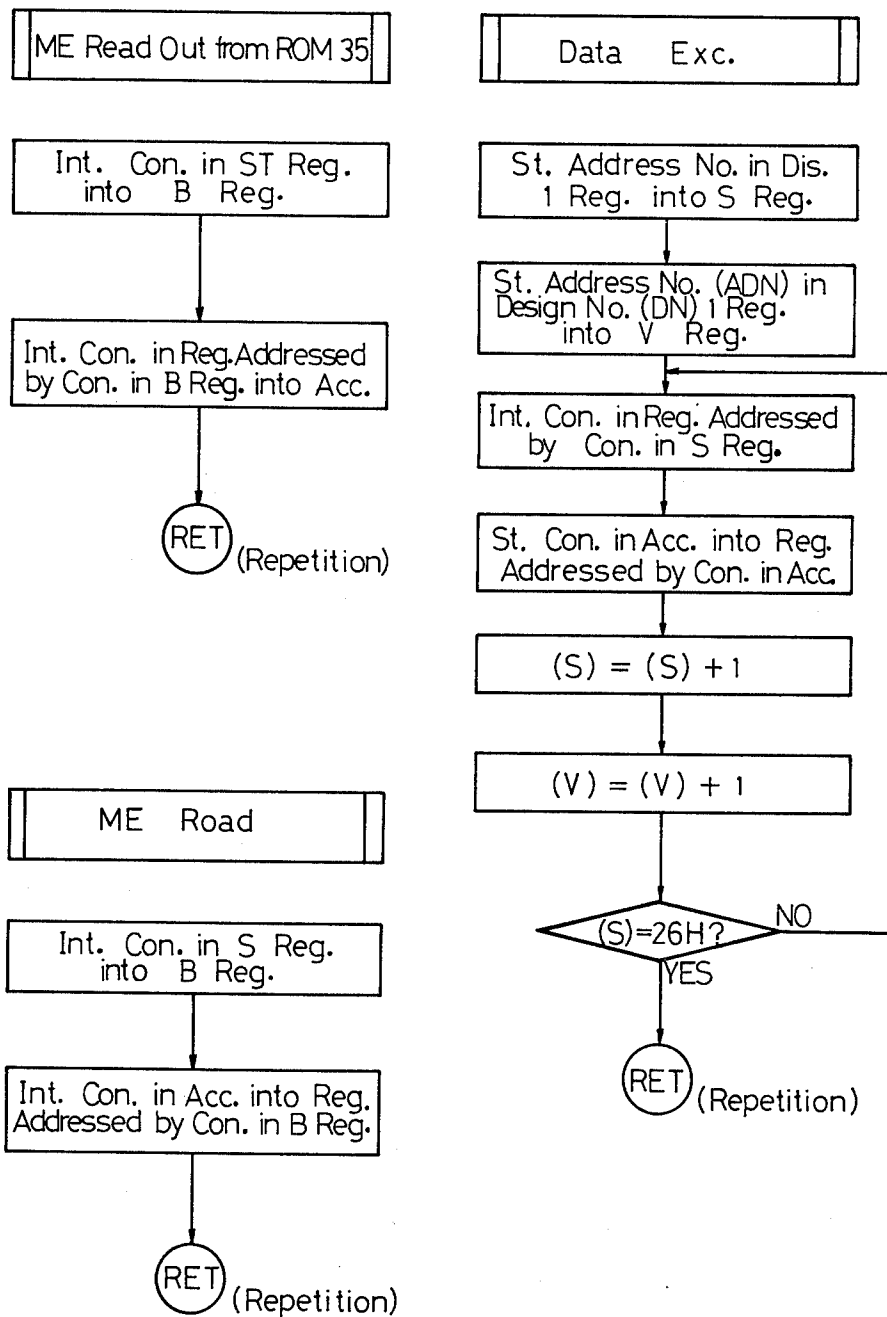 ME Read Out from ROM 35
Int. Con. in ST Reg.
into B Reg.
Int. Con. in Reg. Addressed
by Con. in B Reg. into Acc.
RET
(Repetition)
ME Road
Int. Con. in S Reg.
into B Reg.
Int. Con. in Acc. into Reg.
Addressed by Con. in B Reg.
RET
(Repetition)
Data Exc.
St. Address No. in Dis.
1 Reg. into S Reg.
St. Address No. (ADN) in
Design No. (DN) 1 Reg.
into V Reg.
Int. Con. in Reg. Addressed
by Con. in S Reg.
St. Con. in Acc. into Reg.
Addressed by Con. in Acc.
(S) = (S) + 1
(V) = (V) + 1
(S)=26H?
NO
YES
RET
(Repetition)